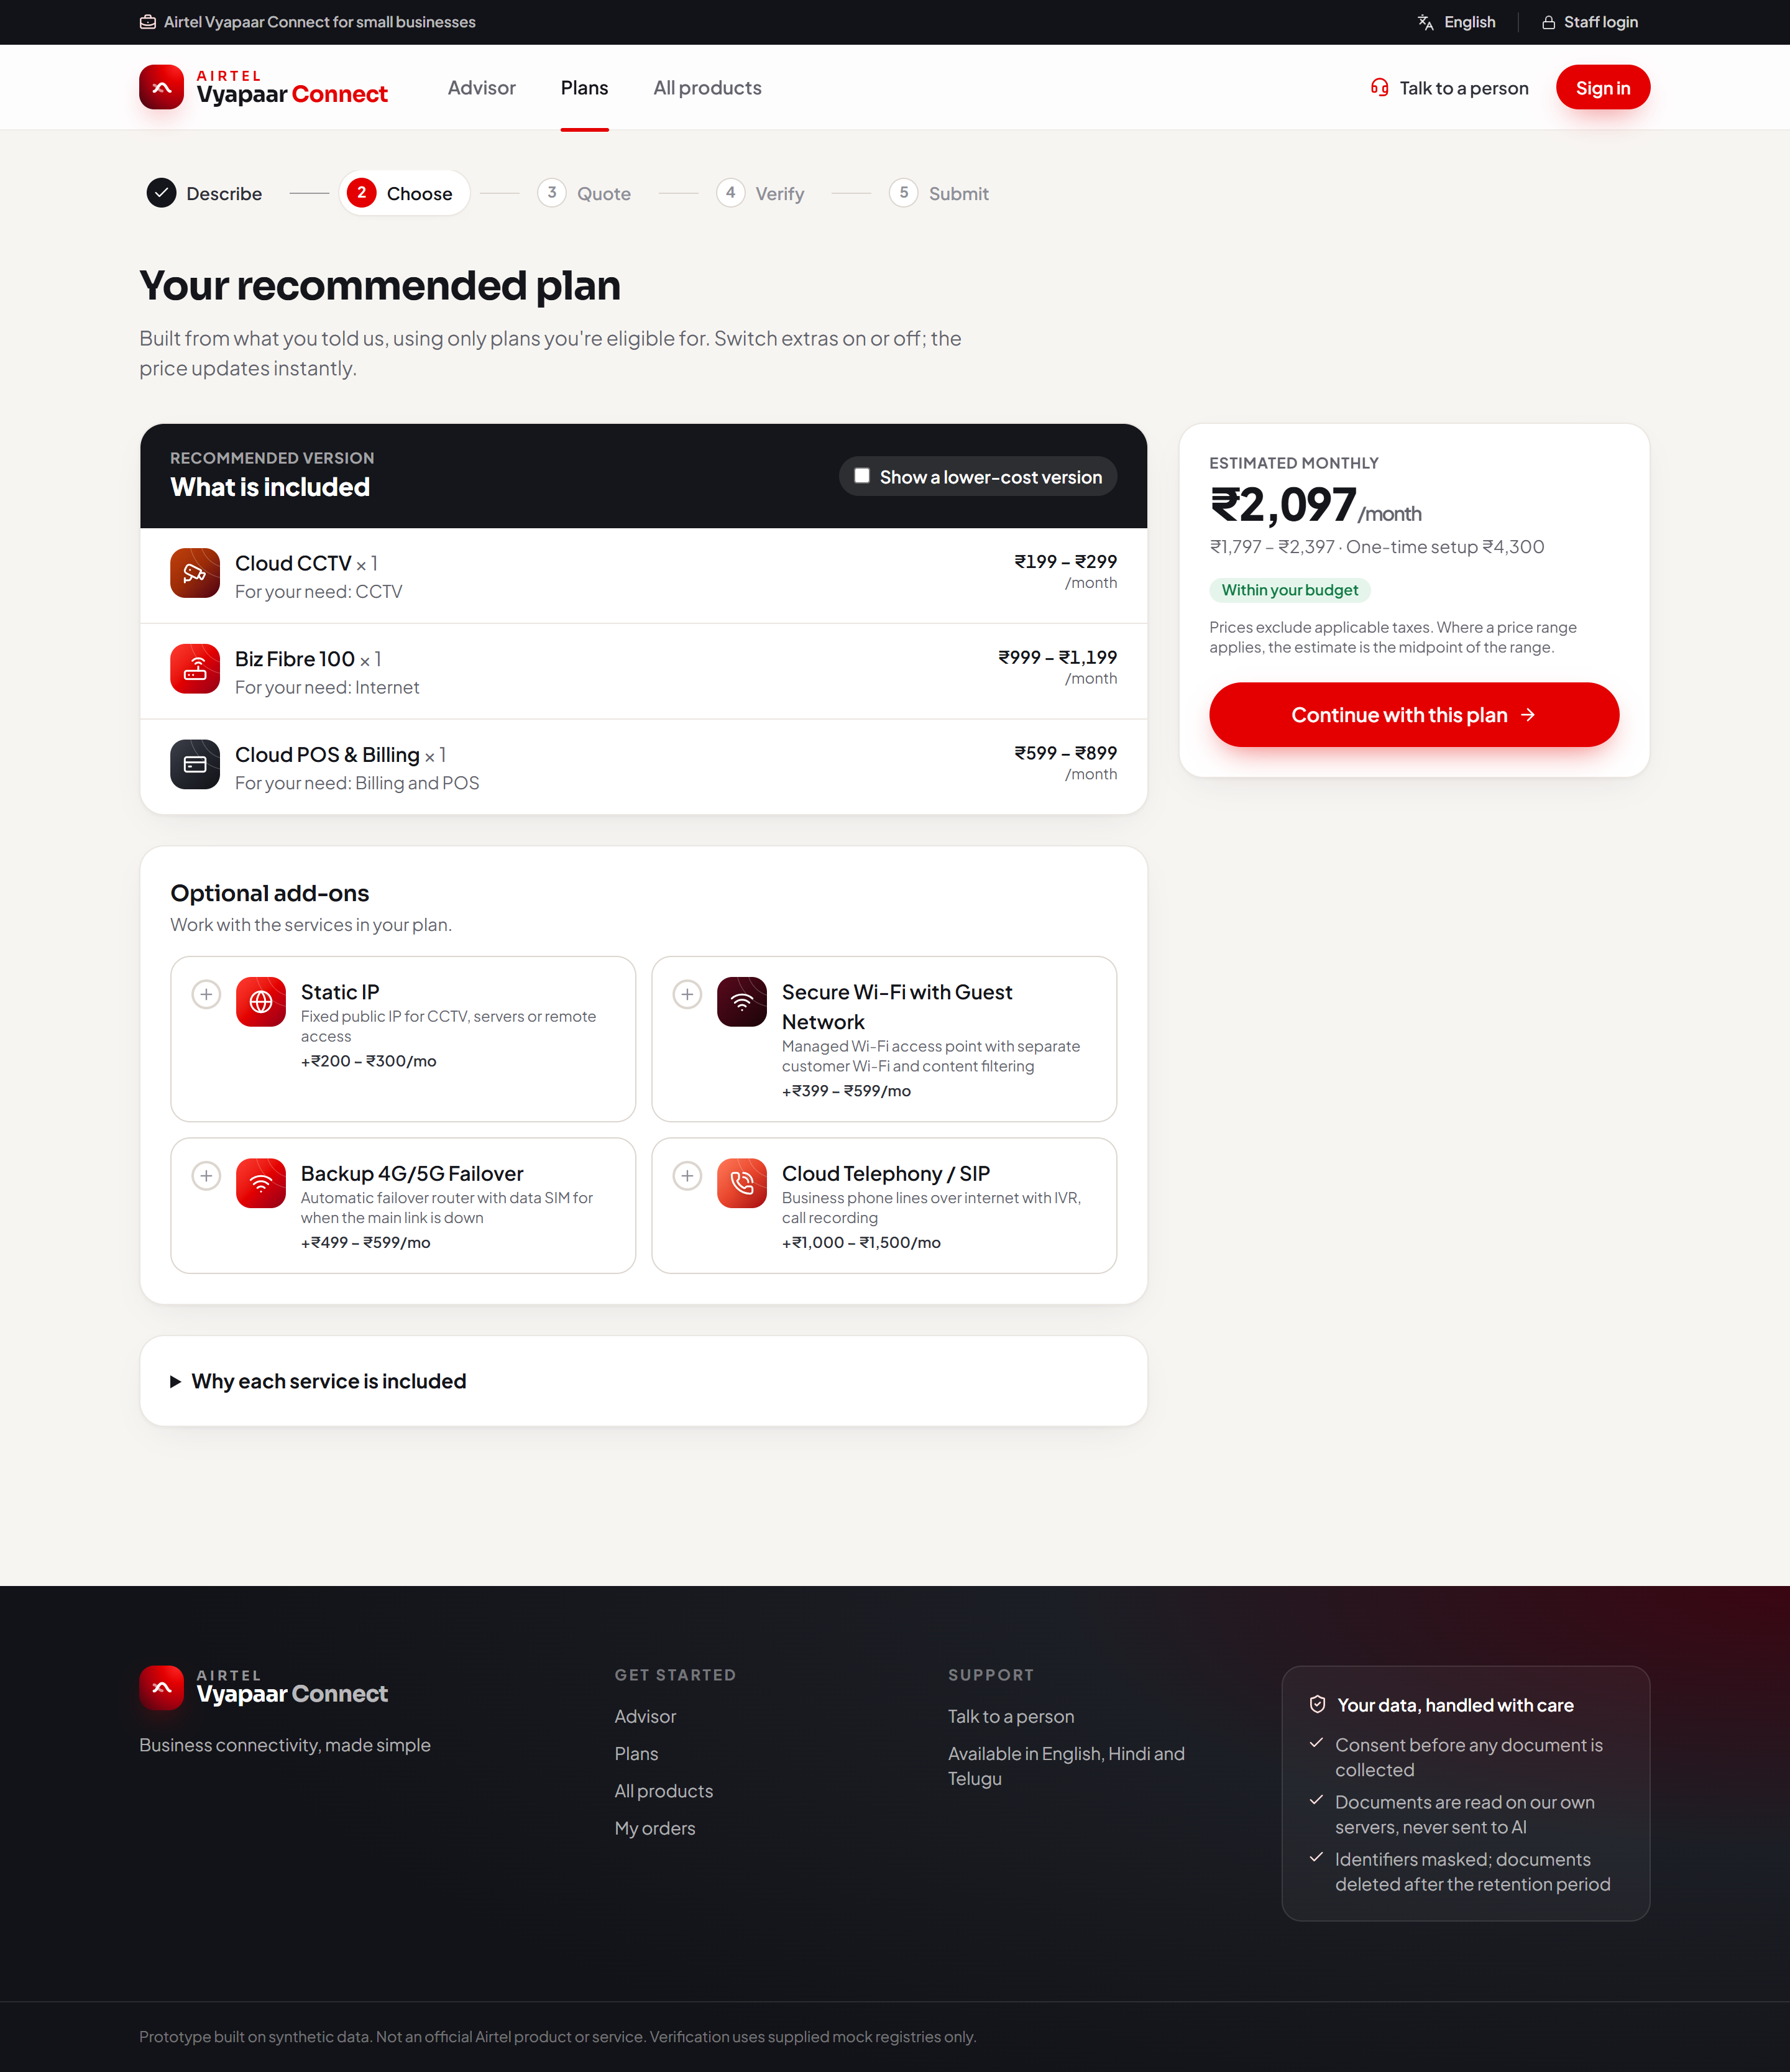 Airtel Vyapaar Connect for small businesses
English
Staff login
AIRTEL
Vyapaar Connect
Advisor
Plans
All products
Talk to a person
Sign in
Describe
2 Choose
3 Quote
4 Verify
5 Submit
Your recommended plan
Built from what you told us, using only plans you're eligible for. Switch extras on or off; the
price updates instantly.
RECOMMENDED VERSION
What is included
Show a lower-cost version
Cloud CCTV × 1
For your need: CCTV
₹199 – ₹299
/month
Biz Fibre 100 × 1
For your need: Internet
₹999 – ₹1,199
/month
Cloud POS & Billing × 1
For your need: Billing and POS
₹599 – ₹899
/month
ESTIMATED MONTHLY
₹2,097/month
₹1,797 – ₹2,397 · One-time setup ₹4,300
Within your budget
Prices exclude applicable taxes. Where a price range
applies, the estimate is the midpoint of the range.
Continue with this plan
Optional add-ons
Work with the services in your plan.
Static IP
Fixed public IP for CCTV, servers or remote
access
+₹200 – ₹300/mo
Secure Wi-Fi with Guest
Network
Managed Wi-Fi access point with separate
customer Wi-Fi and content filtering
+₹399 – ₹599/mo
Backup 4G/5G Failover
Automatic failover router with data SIM for
when the main link is down
+₹499 – ₹599/mo
Cloud Telephony / SIP
Business phone lines over internet with IVR,
call recording
+₹1,000 – ₹1,500/mo
Why each service is included
AIRTEL
Vyapaar Connect
Business connectivity, made simple
GET STARTED
Advisor
Plans
All products
My orders
SUPPORT
Talk to a person
Available in English, Hindi and
Telugu
Your data, handled with care
Consent before any document is
collected
Documents are read on our own
servers, never sent to AI
Identifiers masked; documents
deleted after the retention period
Prototype built on synthetic data. Not an official Airtel product or service. Verification uses supplied mock registries only.